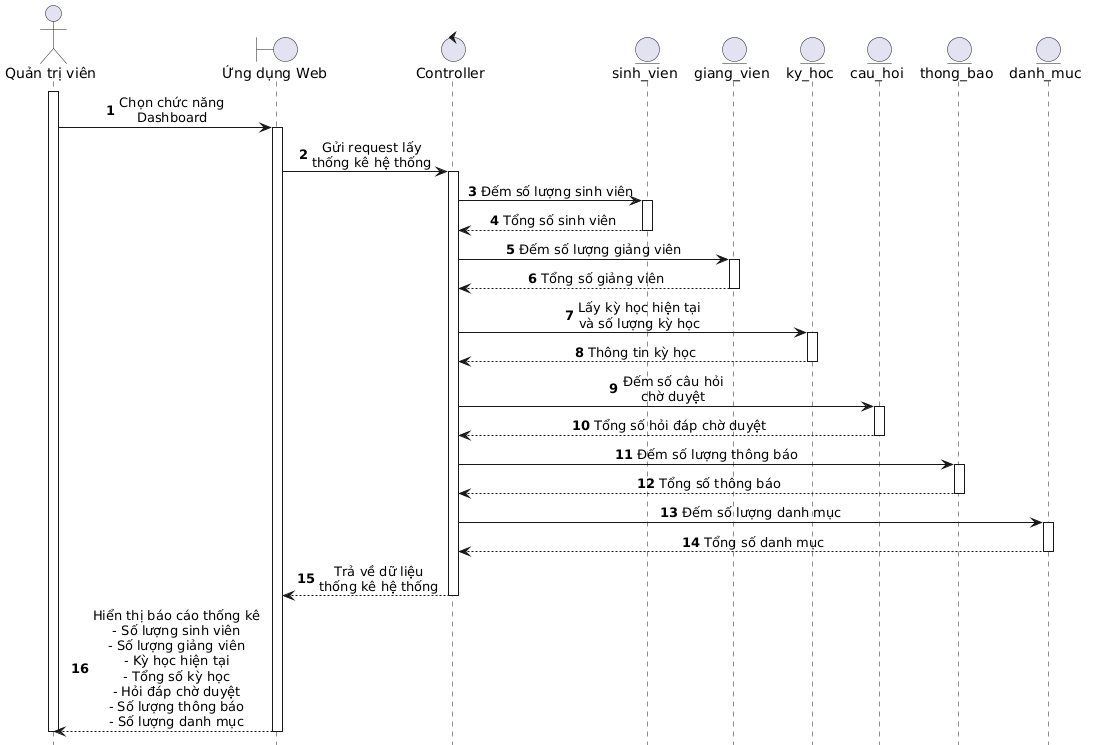 Quản trị viên
Ứng dụng Web
Controller
sinh_vien
giang_vien
ky_hoc
cau_hoi
thong_bao
danh_muc
1 Chọn chức năng
Dashboard
2 Gửi request lấy
thống kê hệ thống
3 Đếm số lượng sinh viên
4 Tổng số sinh viên
5 Đếm số lượng giảng viên
6 Tổng số giảng viên
7 Lấy kỳ học hiện tại
và số lượng kỳ học
8 Thông tin kỳ học
9 Đếm số câu hỏi
chờ duyệt
10 Tổng số hỏi đáp chờ duyệt
11 Đếm số lượng thông báo
12 Tổng số thông báo
13 Đếm số lượng danh mục
14 Tổng số danh mục
15 Trả về dữ liệu
thống kê hệ thống
16 Hiển thị báo cáo thống kê
- Số lượng sinh viên
- Số lượng giảng viên
- Kỳ học hiện tại
- Tổng số kỳ học
- Hỏi đáp chờ duyệt
- Số lượng thông báo
- Số lượng danh mục